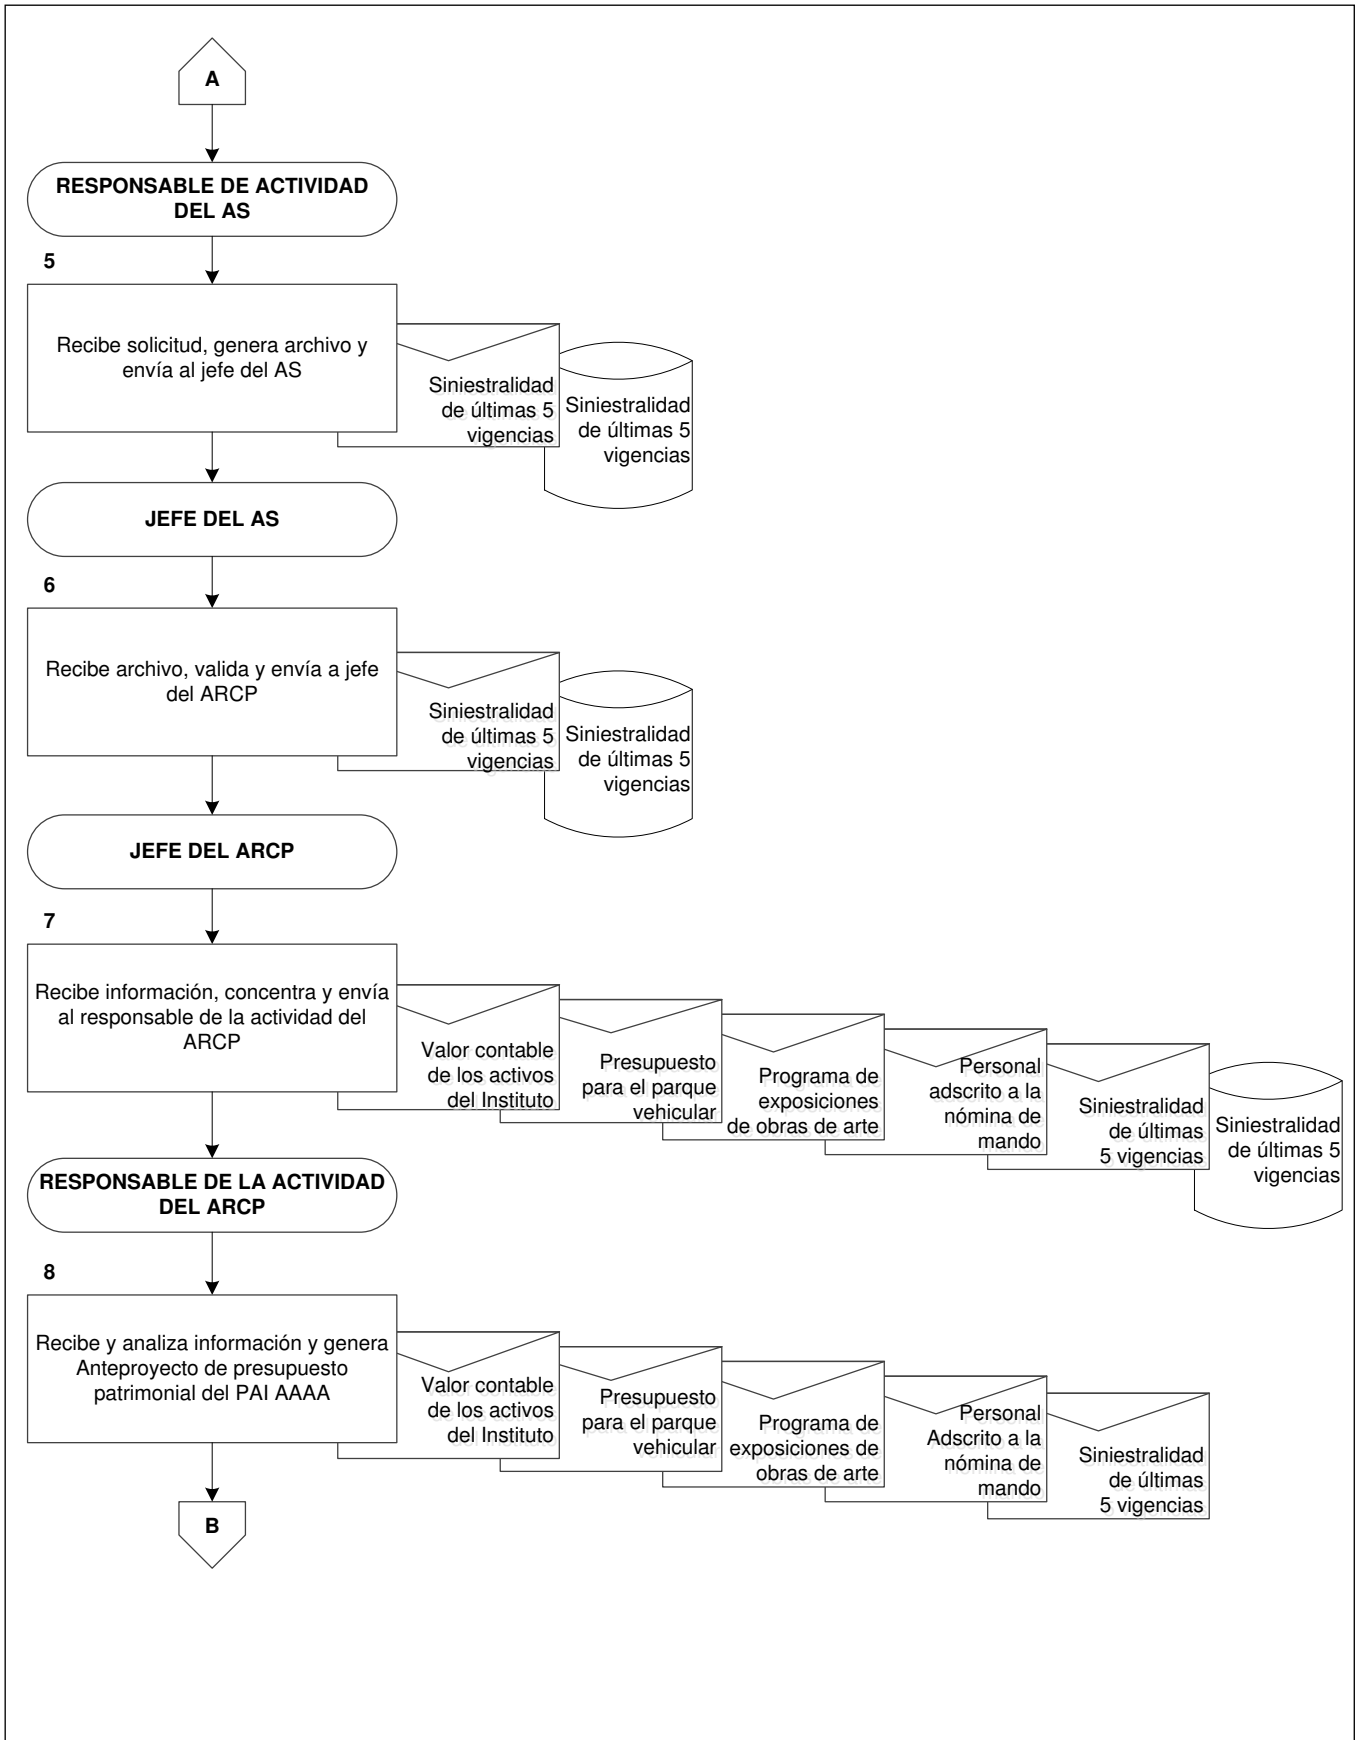 A
RESPONSABLE DE ACTIVIDAD
DEL AS
5
Recibe solicitud, genera archivo y
envía al jefe del AS
Siniestralidad
de últimas 5
vigencias
Siniestralidad
de últimas 5
vigencias
JEFE DEL AS
6
Recibe archivo, valida y envía a jefe
del ARCP
Siniestralidad
de últimas 5
vigencias
Siniestralidad
de últimas 5
vigencias
JEFE DEL ARCP
7
Recibe información, concentra y envía
al responsable de la actividad del
ARCP
Valor contable
de los activos
del Instituto
Presupuesto
para el parque
vehicular
Programa de
exposiciones
de obras de arte
Personal
adscrito a la
nómina de
mando
Siniestralidad
de últimas
5 vigencias
Siniestralidad
de últimas 5
vigencias
RESPONSABLE DE LA ACTIVIDAD
DEL ARCP
8
Recibe y analiza información y genera
Anteproyecto de presupuesto
patrimonial del PAI AAAA
Valor contable
de los activos
del Instituto
Presupuesto
para el parque
vehicular
Programa de
exposiciones de
obras de arte
Personal
Adscrito a la
nómina de
mando
Siniestralidad
de últimas
5 vigencias
B